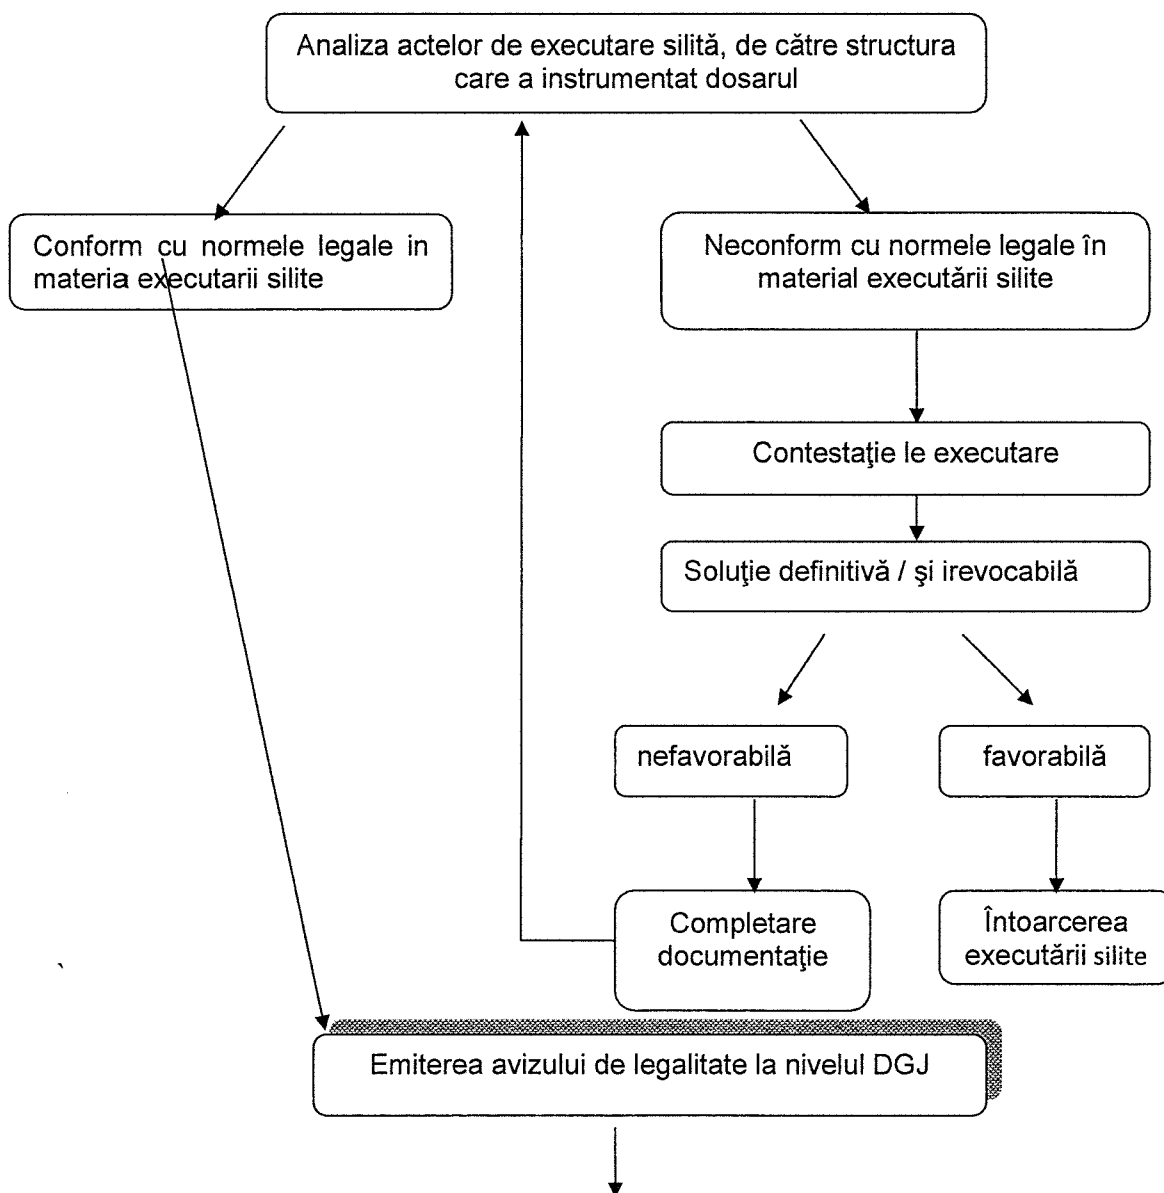 Analiza actelor de executare silită, de către structura
care a instrumentat dosarul
Conform cu normele legale in
materia executarii silite
Neconform cu normele legale în
material executării silite
Contestaţie le executare
Soluţie definitivă / şi irevocabilă
nefavorabilă
favorabilă
Completare
documentaţie
Întoarcerea
executării silite
Emiterea avizului de legalitate la nivelul DGJ